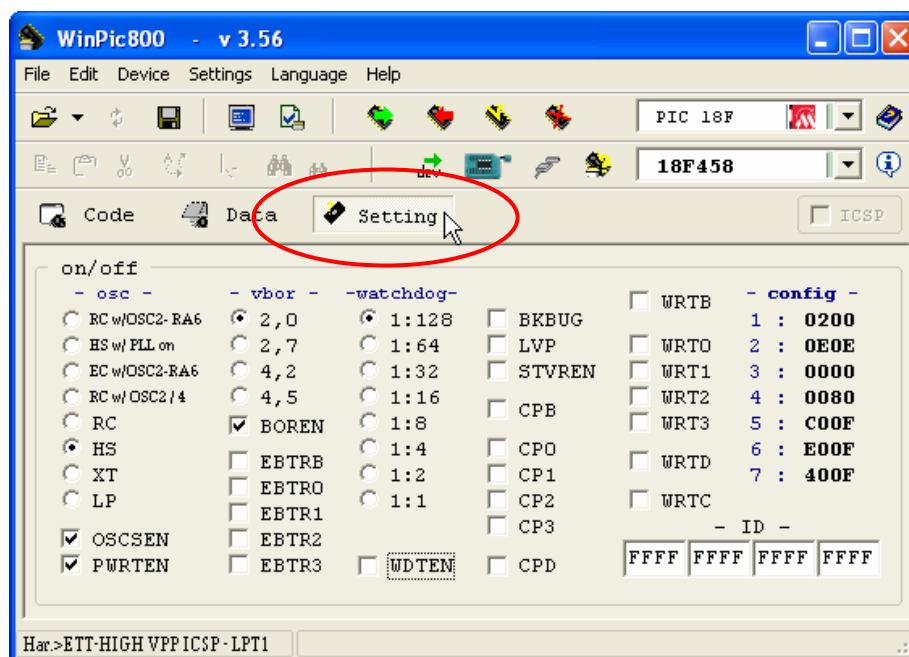 WinPic800 - v 3.56
File Edit Device Settings Language Help
PIC 18F
DEV
18F458
Code Data Setting ICSP
on/off
- osc -
RC w/OSC2- RA6
HS w/ PLL on
EC w/OSC2-RA6
RC w/ OSC2 / 4
RC
HS
XT
LP
OSCSEN
PWRTEN
- vbor -
2,0
2,7
4,2
4,5
BOREN
EBTRB
EBTR0
EBTR1
EBTR2
EBTR3
-watchdog-
1:128
1:64
1:32
1:16
1:8
1:4
1:2
1:1
WDTEN
BKBUG
LVP
STVREN
CPB
CP0
CP1
CP2
CP3
CPD
WRTB
WRT0
WRT1
WRT2
WRT3
WRTD
WRTC
- config -
1 : 0200
2 : 0E0E
3 : 0000
4 : 0080
5 : C00F
6 : E00F
7 : 400F
- ID -
FFFF FFFF FFFF FFFF
Har.>ETT-HIGH VPP ICSP - LPT1